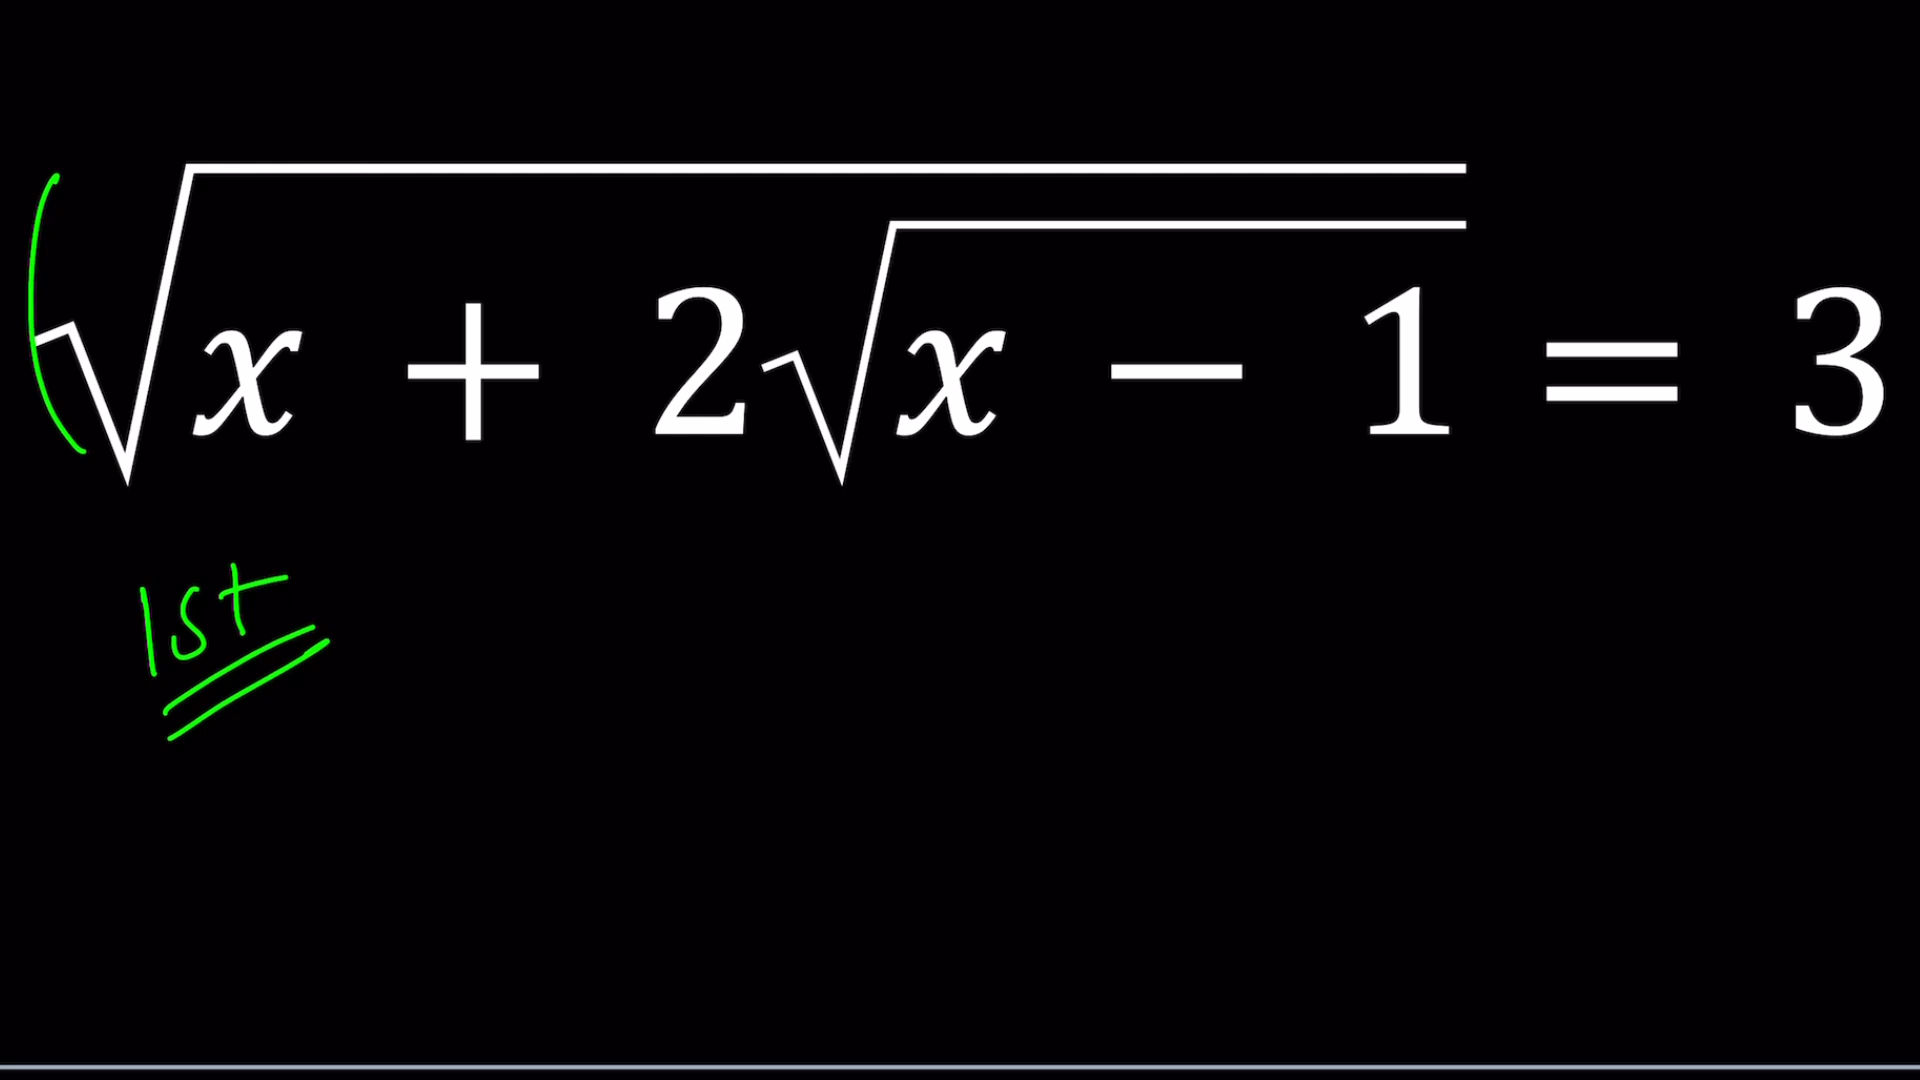 (√(x + 2√(x − 1)) = 3
1st